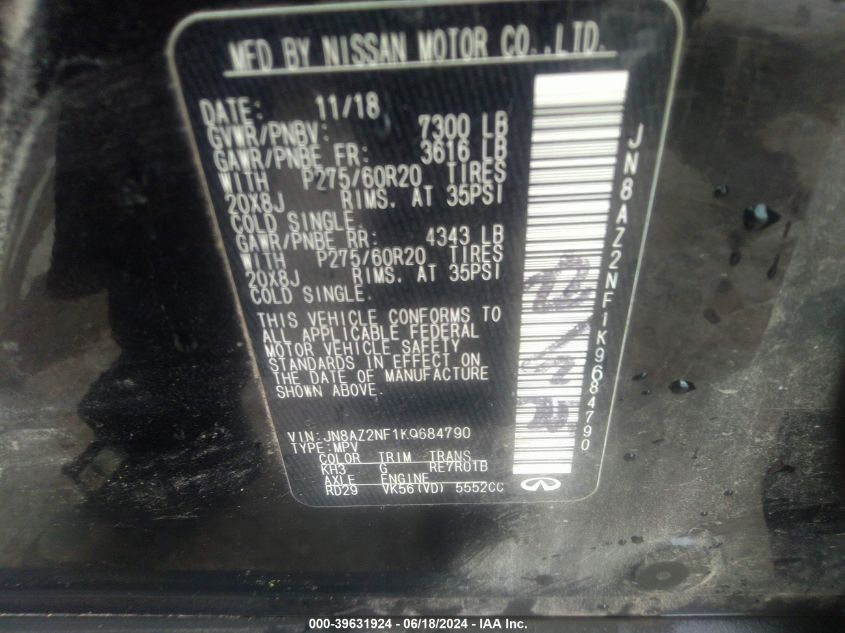 MFD BY NISSAN MOTOR CO.,LTD.
DATE: 11/18
GVWR/PNBV: 7300 LB
GAWR/PNBE FR: 3616 LB
WITH P275/60R20 TIRES
20X8J RIMS. AT 35PSI
COLD SINGLE.
GAWR/PNBE RR: 4343 LB
WITH P275/60R20 TIRES
20X8J RIMS. AT 35PSI
COLD SINGLE.
THIS VEHICLE CONFORMS TO
ALL APPLICABLE FEDERAL
MOTOR VEHICLE SAFETY
STANDARDS IN EFFECT ON
THE DATE OF MANUFACTURE
SHOWN ABOVE.
VIN:JN8AZ2NF1K9684790
TYPE:MPV
COLOR TRIM TRANS
KH3 G RE7R01B
AXLE ENGINE
RD29 VK56(VD) 5552CC
JN8AZ2NF1K9684790
000-39631924 - 06/18/2024 - IAA Inc.